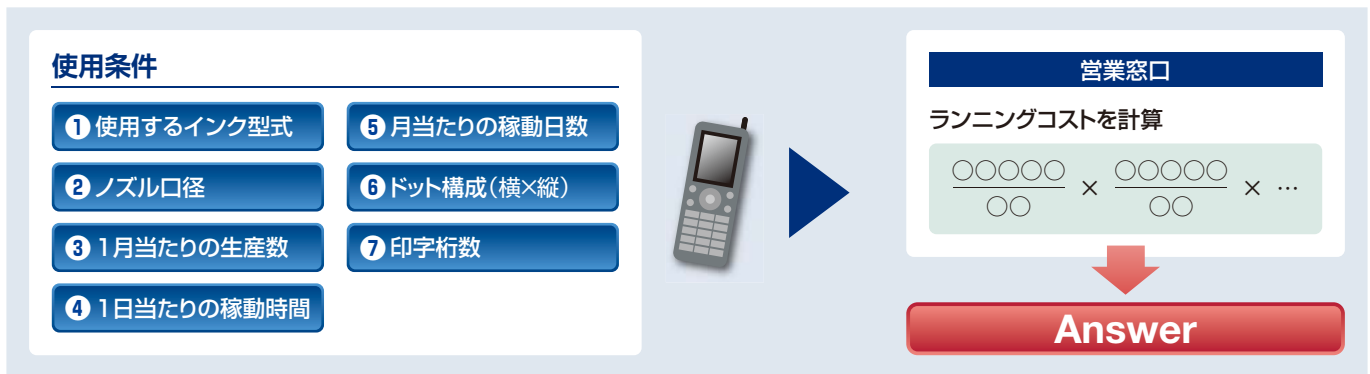 使用条件
❶使用するインク型式
❷ノズル口径
❸1月当たりの生産数
❹1日当たりの稼動時間
❺月当たりの稼動日数
❻ドット構成(横×縦)
❼印字桁数
営業窓口
ランニングコストを計算
○○○○○ ○○○○○
× × …
○○ ○○
Answer